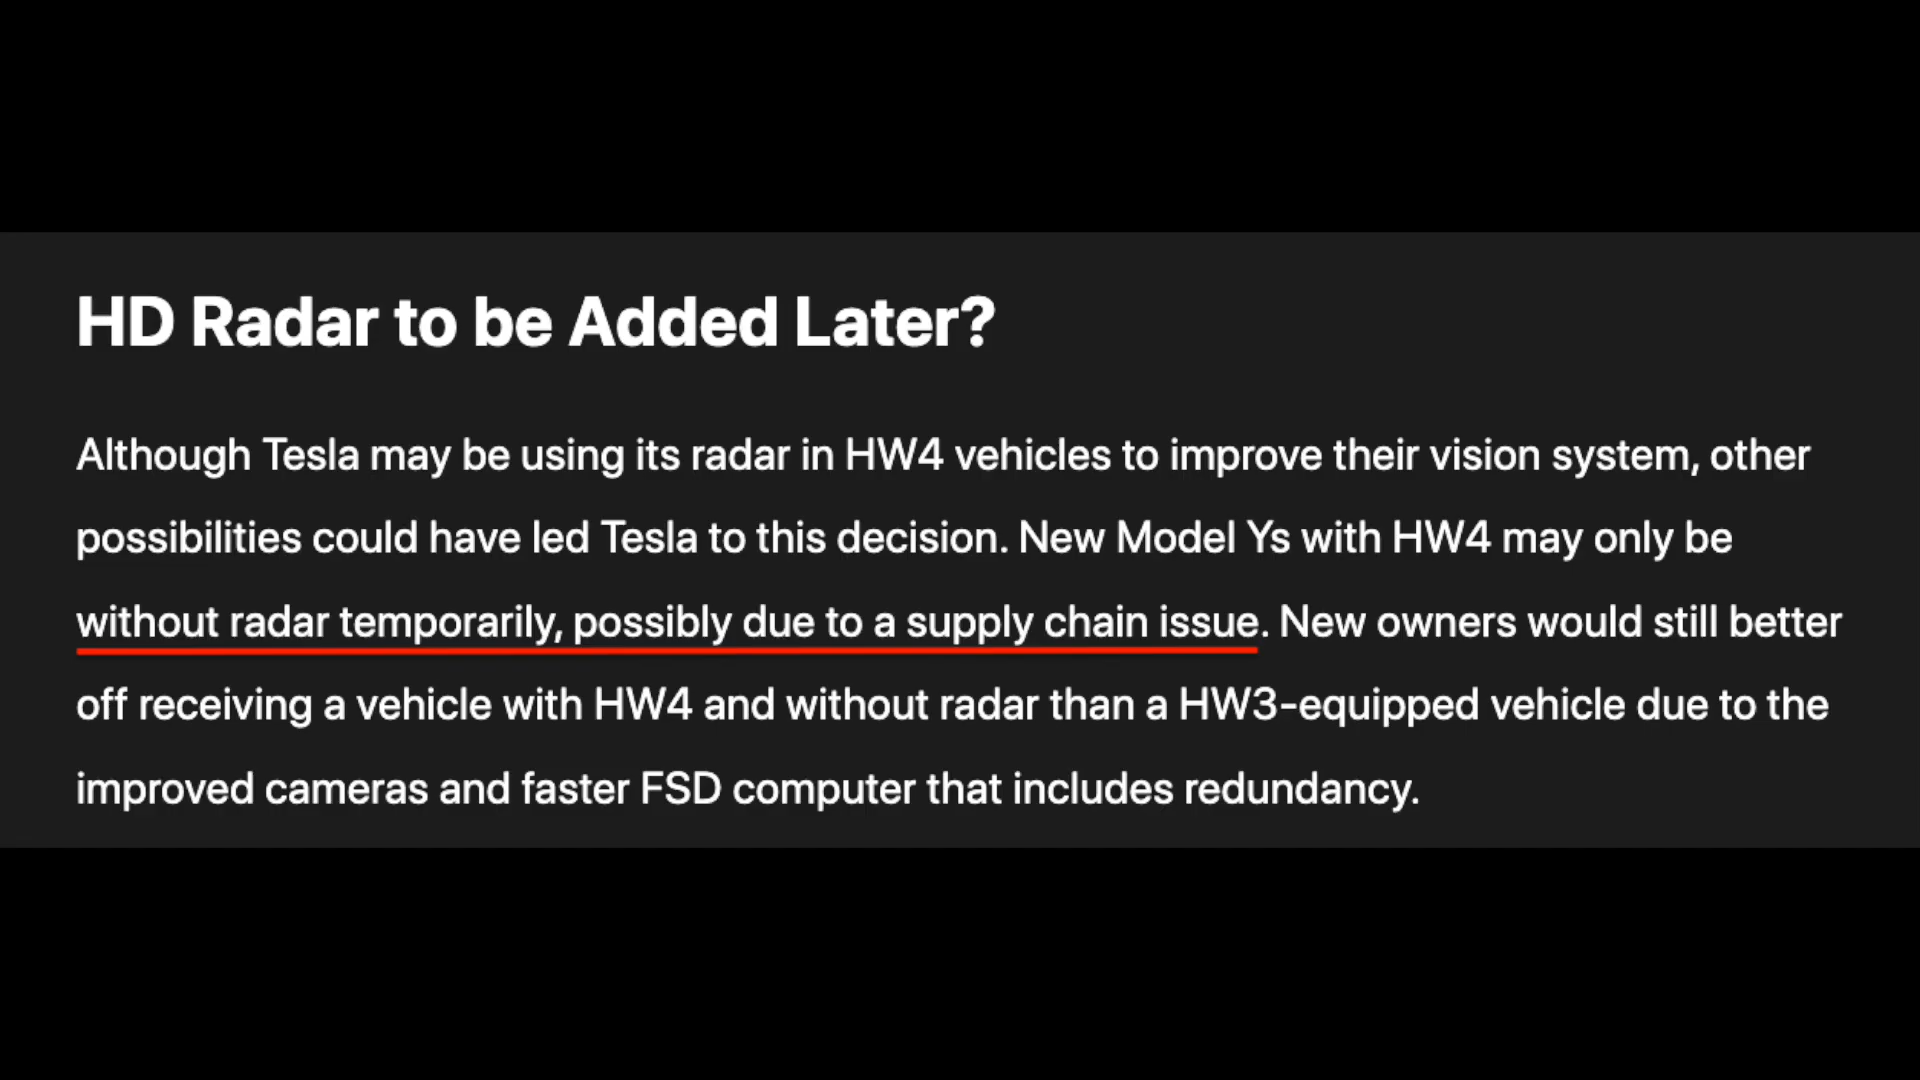 HD Radar to be Added Later?
Although Tesla may be using its radar in HW4 vehicles to improve their vision system, other
possibilities could have led Tesla to this decision. New Model Ys with HW4 may only be
without radar temporarily, possibly due to a supply chain issue. New owners would still better
off receiving a vehicle with HW4 and without radar than a HW3-equipped vehicle due to the
improved cameras and faster FSD computer that includes redundancy.